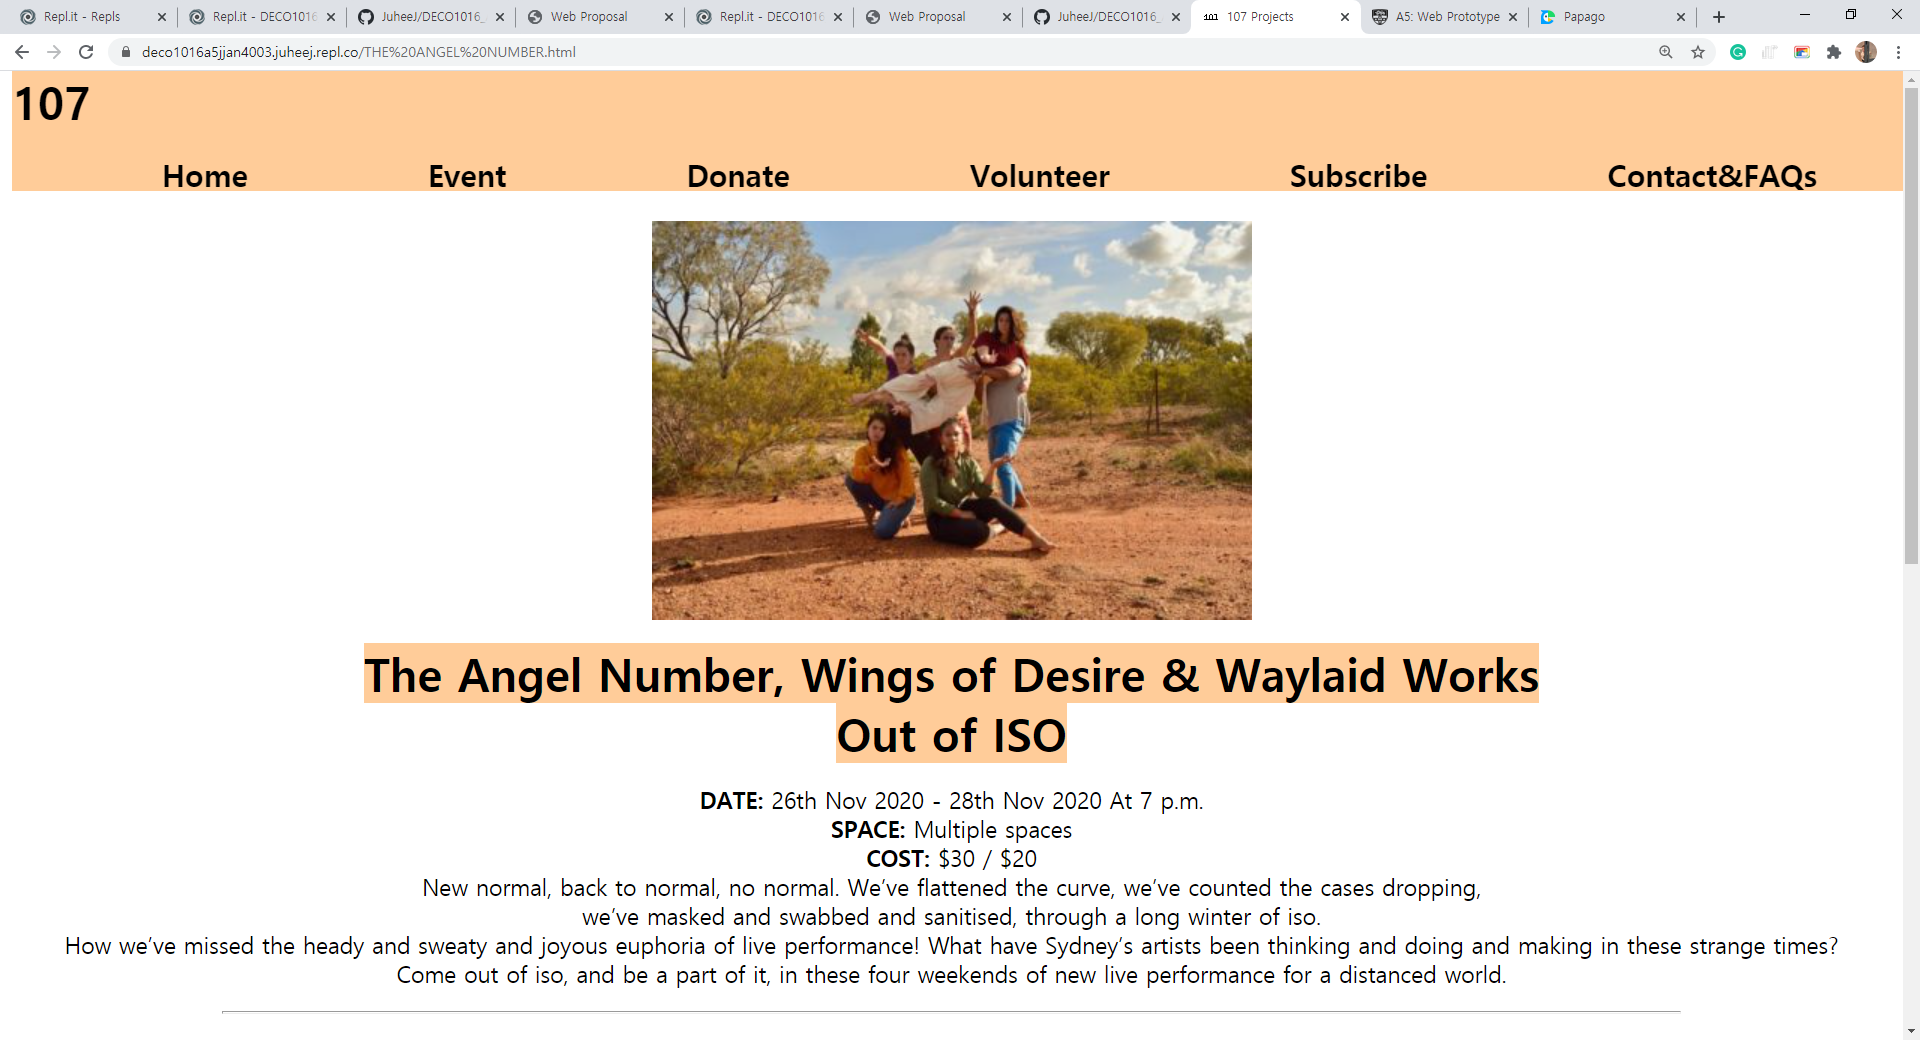 Repl.it - Repls
Repl.it - DECO1016
JuheeJ/DECO1016_
Web Proposal
Repl.it - DECO1016
Web Proposal
JuheeJ/DECO1016_
107 Projects
A5: Web Prototype
Papago
deco1016a5jjan4003.juheej.repl.co/THE%20ANGEL%20NUMBER.html
107
Home Event Donate Volunteer Subscribe Contact&FAQs
The Angel Number, Wings of Desire & Waylaid Works
Out of ISO
DATE: 26th Nov 2020 - 28th Nov 2020 At 7 p.m.
SPACE: Multiple spaces
COST: $30 / $20
New normal, back to normal, no normal. We’ve flattened the curve, we’ve counted the cases dropping,
we’ve masked and swabbed and sanitised, through a long winter of iso.
How we’ve missed the heady and sweaty and joyous euphoria of live performance! What have Sydney’s artists been thinking and doing and making in these strange times?
Come out of iso, and be a part of it, in these four weekends of new live performance for a distanced world.